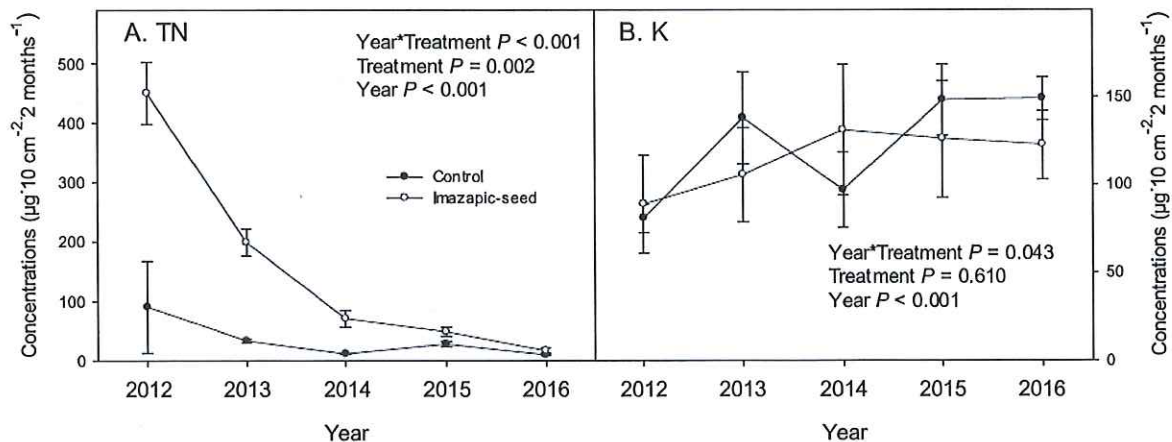 Concentrations (µg·10 cm⁻²·2 months⁻¹)
A. TN
Year*Treatment P < 0.001
Treatment P = 0.002
Year P < 0.001
Control
Imazapic-seed
500
400
300
200
100
0
2012 2013 2014 2015 2016
Year
B. K
Year*Treatment P = 0.043
Treatment P = 0.610
Year P < 0.001
150
100
50
0
2012 2013 2014 2015 2016
Year
Concentrations (µg·10 cm⁻²·2 months⁻¹)